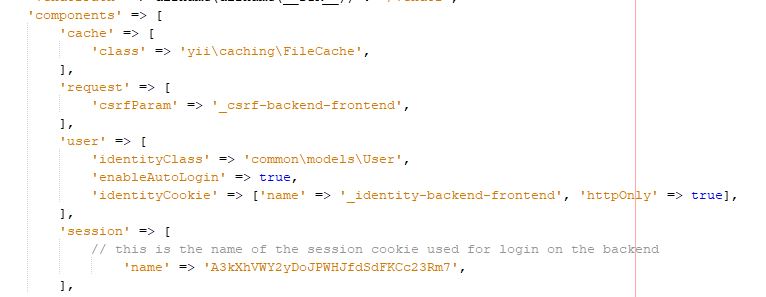 'components' => [
'cache' => [
'class' => 'yii\caching\FileCache',
],
'request' => [
'csrfParam' => '_csrf-backend-frontend',
],
'user' => [
'identityClass' => 'common\models\User',
'enableAutoLogin' => true,
'identityCookie' => ['name' => '_identity-backend-frontend', 'httpOnly' => true],
],
'session' => [
// this is the name of the session cookie used for login on the backend
'name' => 'A3kXhVWY2yDoJPWHJfdSdFKCc23Rm7',
],